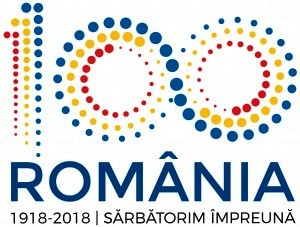 100
ROMÂNIA
1918-2018 | SĂRBĂTORIM ÎMPREUNĂ